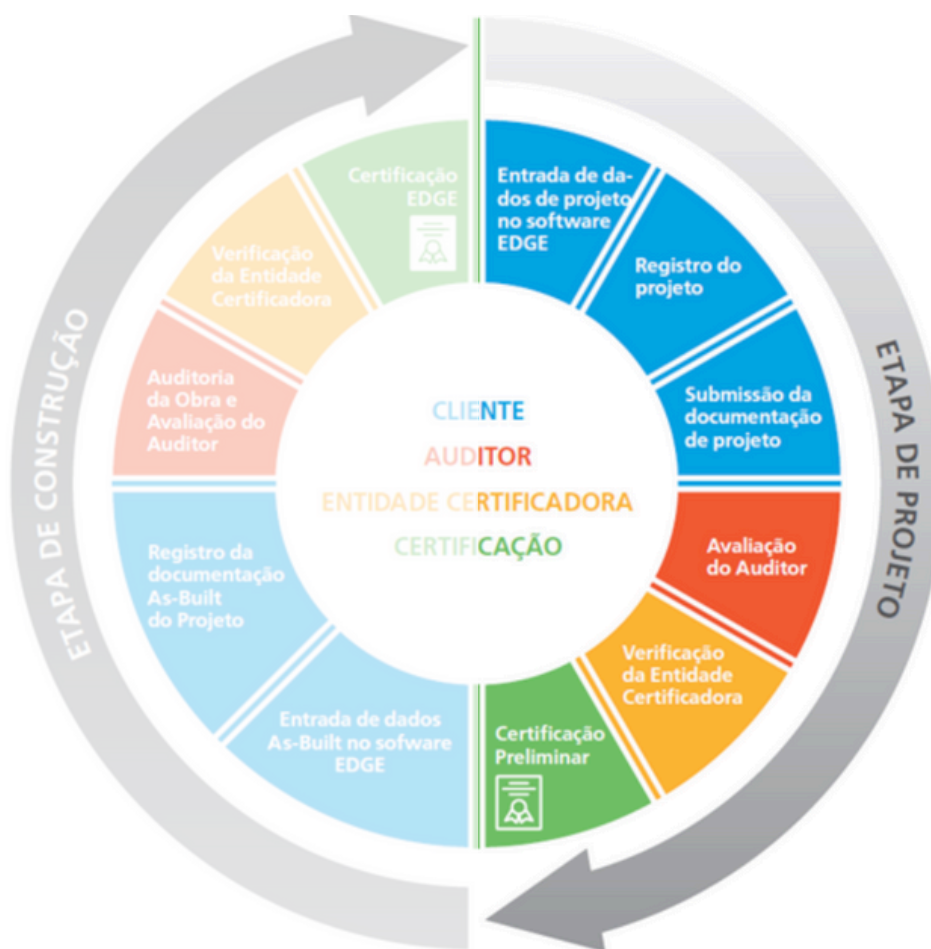 Entrada de da-
dos de projeto
no software
EDGE
Registro do
projeto
Submissão da
documentação
de projeto
Avaliação
do Auditor
Verificação
da Entidade
Certificadora
Certificação
Preliminar
ETAPA DE PROJETO
Entrada de dados
As-Built no sofware
EDGE
Registro da
documentação
As-Built
do Projeto
Auditoria
da Obra e
Avaliação do
Auditor
Verificação
da Entidade
Certificadora
Certificação
EDGE
ETAPA DE CONSTRUÇÃO
CLIENTE
AUDITOR
ENTIDADE CERTIFICADORA
CERTIFICAÇÃO